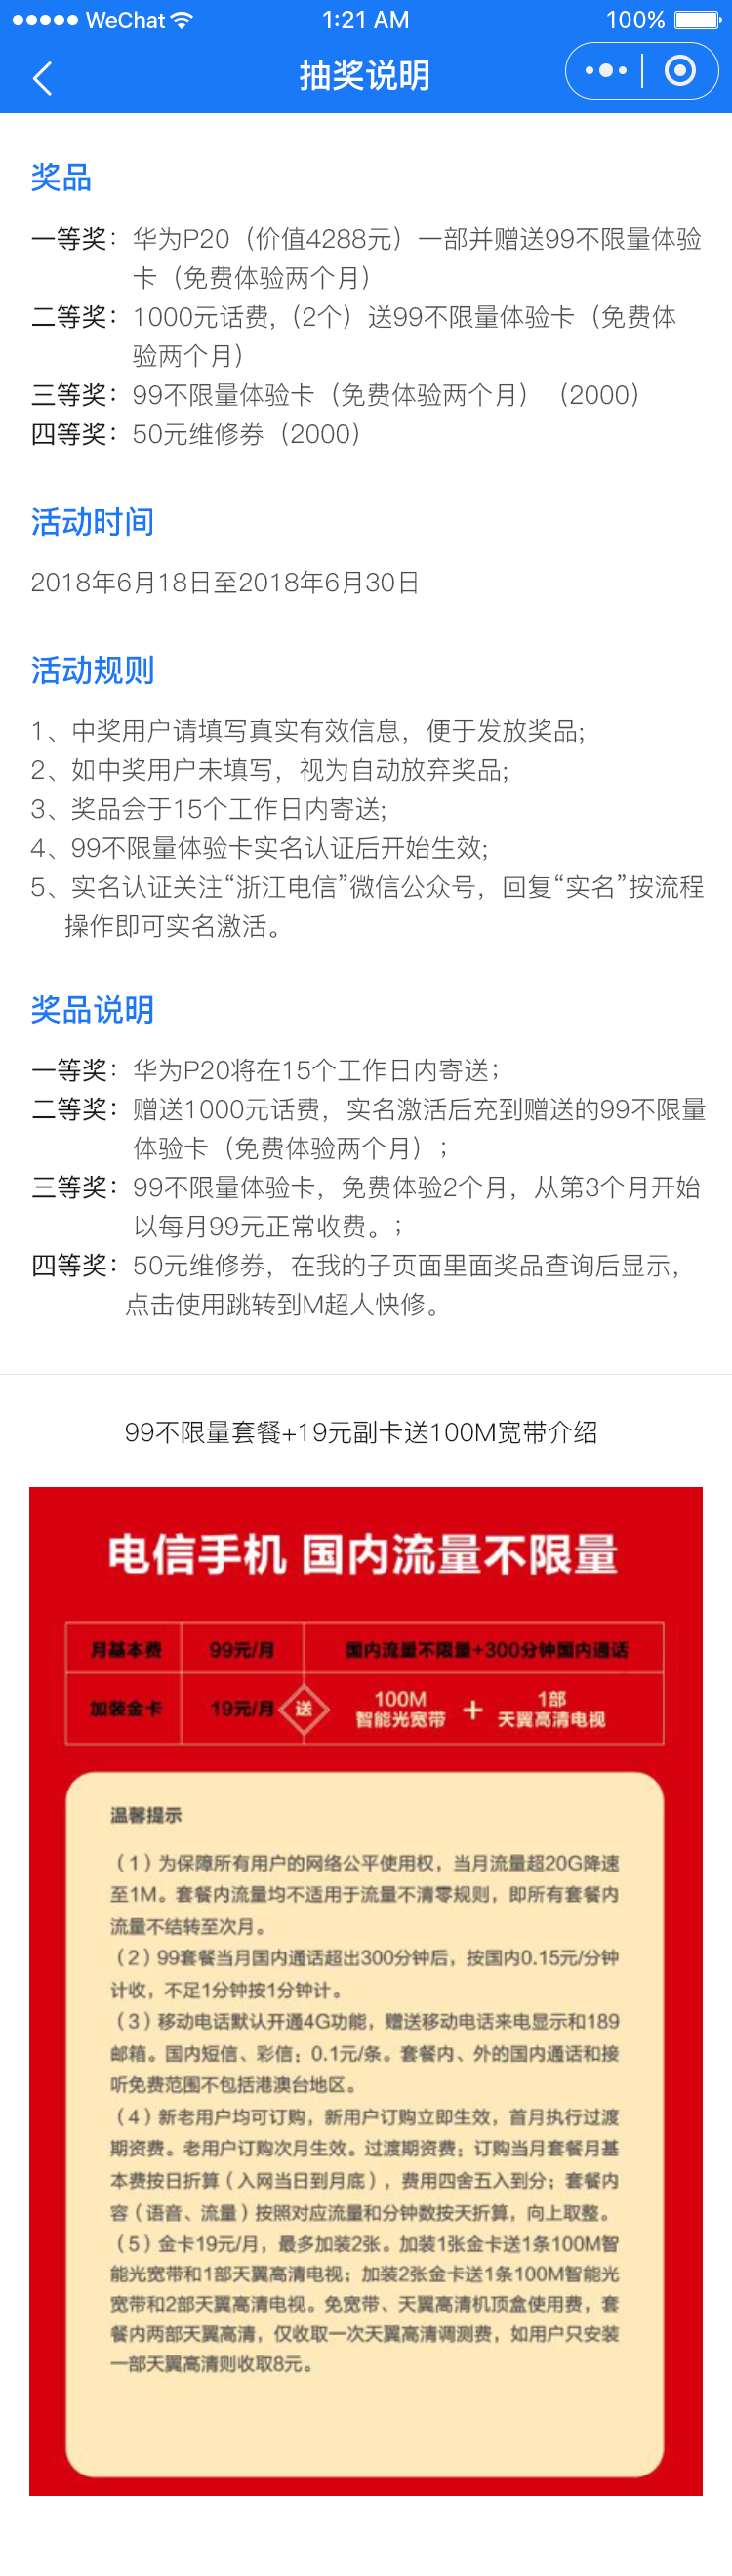 WeChat 1:21 AM 100%
抽奖说明
奖品
一等奖：华为P20（价值4288元）一部并赠送99不限量体验
卡（免费体验两个月）
二等奖：1000元话费,（2个）送99不限量体验卡（免费体
验两个月）
三等奖：99不限量体验卡（免费体验两个月）（2000）
四等奖：50元维修券（2000）
活动时间
2018年6月18日至2018年6月30日
活动规则
1、中奖用户请填写真实有效信息，便于发放奖品;
2、如中奖用户未填写，视为自动放弃奖品;
3、奖品会于15个工作日内寄送;
4、99不限量体验卡实名认证后开始生效;
5、实名认证关注“浙江电信”微信公众号，回复“实名”按流程
操作即可实名激活。
奖品说明
一等奖：华为P20将在15个工作日内寄送；
二等奖：赠送1000元话费，实名激活后充到赠送的99不限量
体验卡（免费体验两个月）；
三等奖：99不限量体验卡，免费体验2个月，从第3个月开始
以每月99元正常收费。；
四等奖：50元维修券，在我的子页面里面奖品查询后显示，
点击使用跳转到M超人快修。
99不限量套餐+19元副卡送100M宽带介绍
电信手机 国内流量不限量
月基本费 99元/月 国内流量不限量+300分钟国内通话
加装金卡 19元/月 送 100M 智能光宽带 + 1部 天翼高清电视
温馨提示
（1）为保障所有用户的网络公平使用权，当月流量超20G降速
至1M。套餐内流量均不适用于流量不清零规则，即所有套餐内
流量不结转至次月。
（2）99套餐当月国内通话超出300分钟后，按国内0.15元/分钟
计收，不足1分钟按1分钟计。
（3）移动电话默认开通4G功能，赠送移动电话来电显示和189
邮箱。国内短信、彩信：0.1元/条。套餐内、外的国内通话和接
听免费范围不包括港澳台地区。
（4）新老用户均可订购，新用户订购立即生效，首月执行过渡
期资费。老用户订购次月生效。过渡期资费：订购当月套餐月基
本费按日折算（入网当日到月底），费用四舍五入到分；套餐内
容（语音、流量）按照对应流量和分钟数按天折算，向上取整。
（5）金卡19元/月，最多加装2张。加装1张金卡送1条100M智
能光宽带和1部天翼高清电视；加装2张金卡送1条100M智能光
宽带和2部天翼高清电视。免宽带、天翼高清机顶盒使用费，套
餐内两部天翼高清，仅收取一次天翼高清调测费，如用户只安装
一部天翼高清则收取8元。